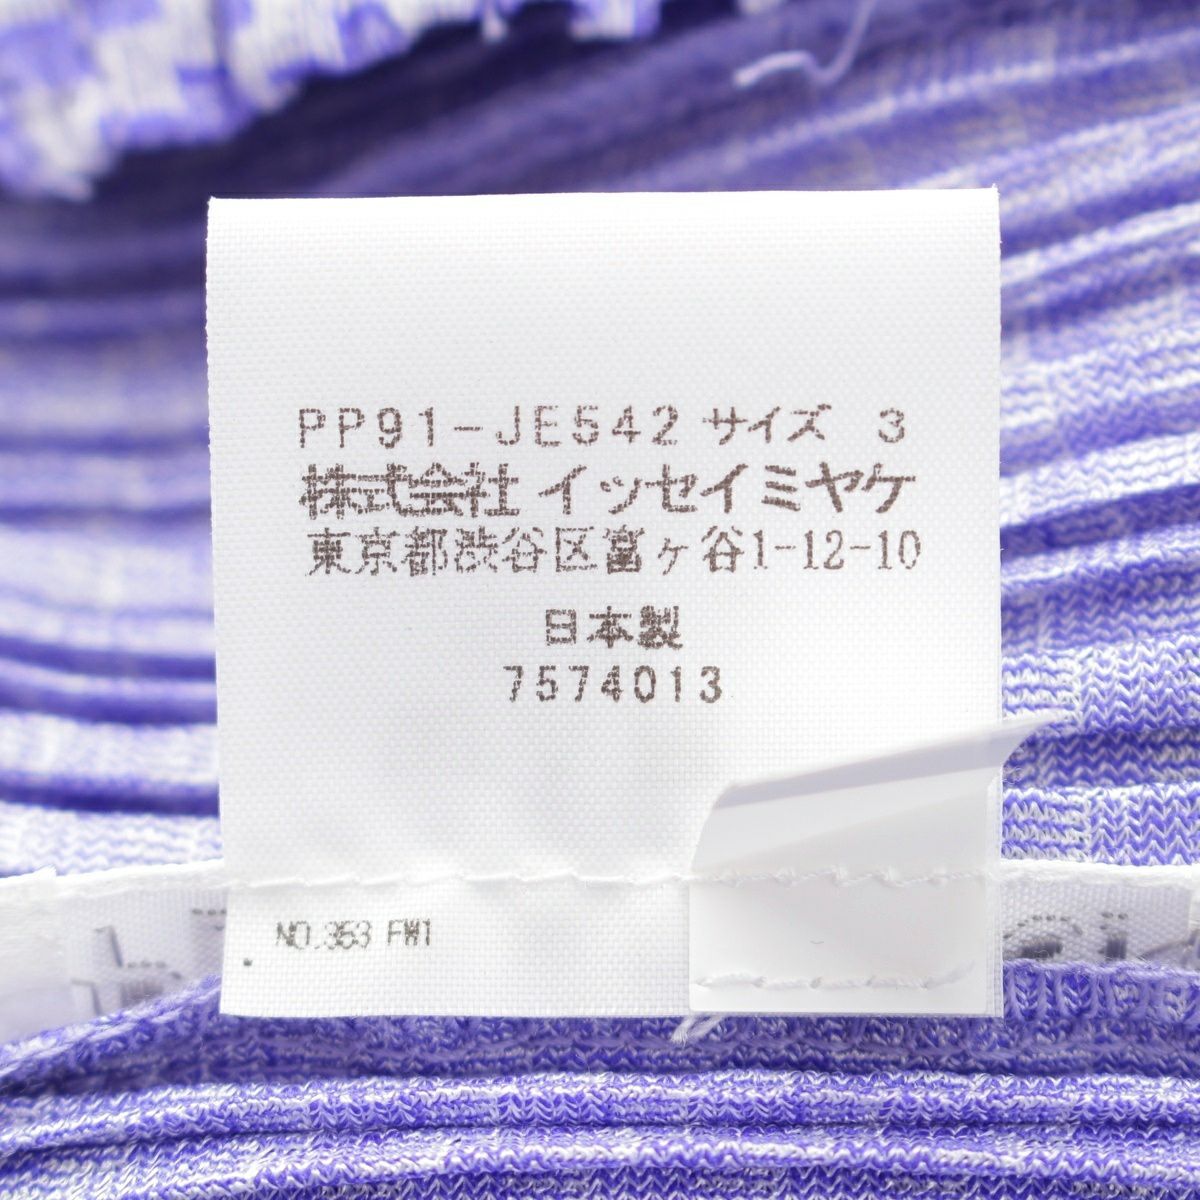 PP91-JE542 サイズ 3
株式会社 イッセイミヤケ
東京都渋谷区富ヶ谷1-12-10
日本製
7574013
NO.353 FW1